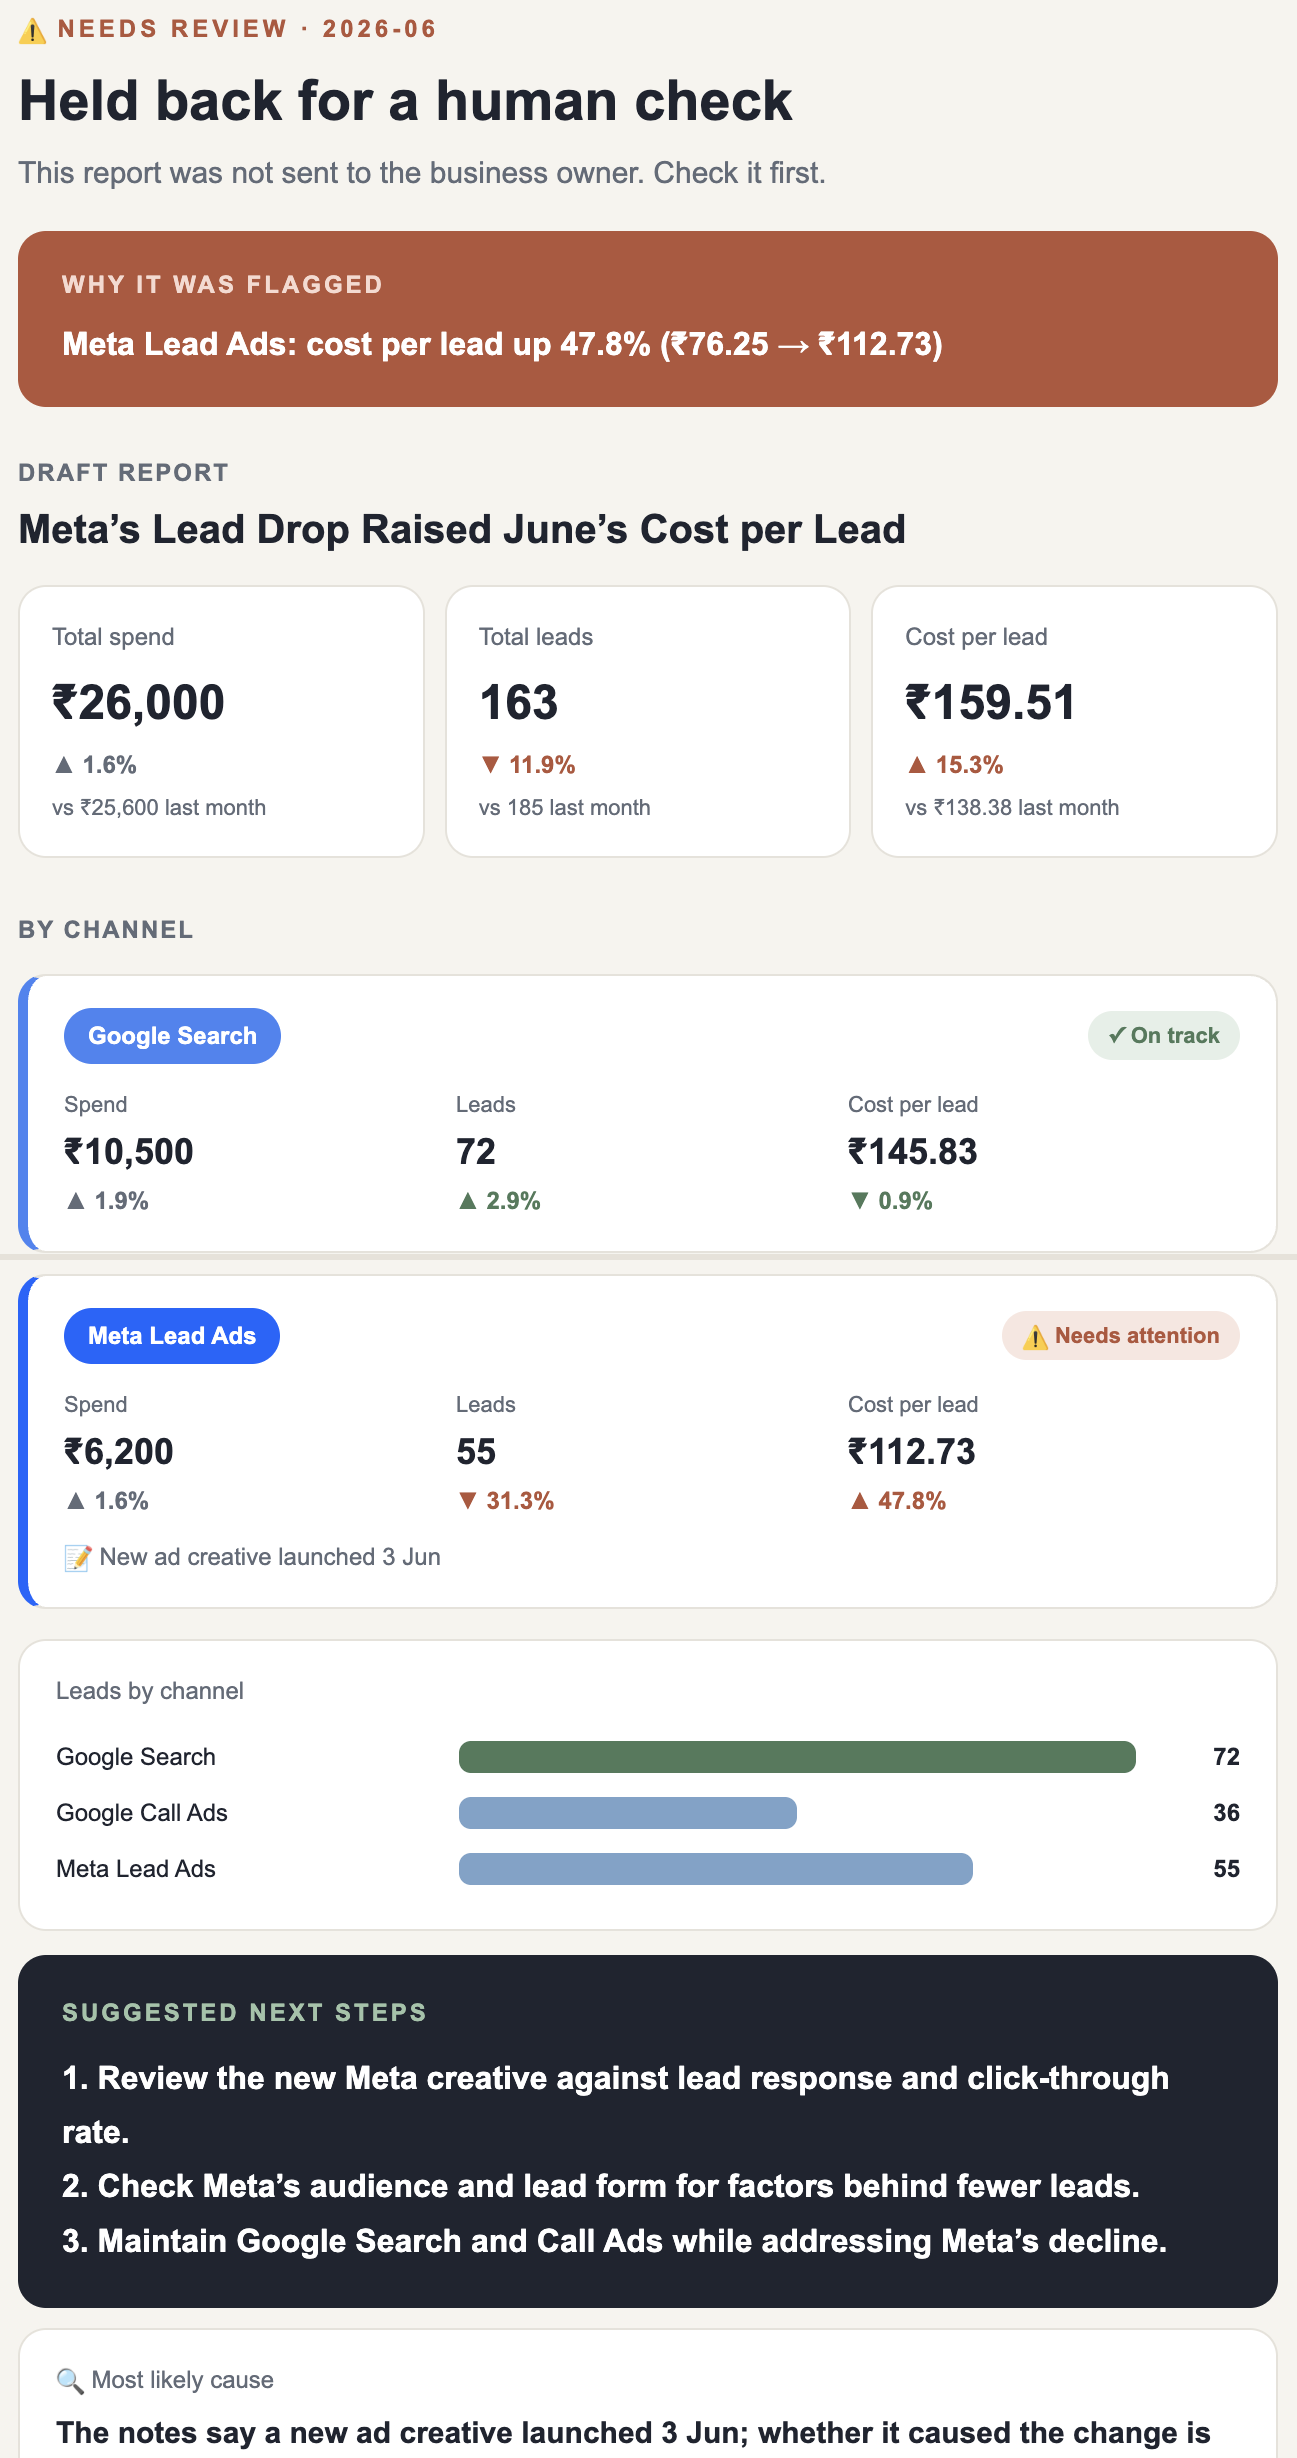 ⚠️ NEEDS REVIEW · 2026-06
Held back for a human check
This report was not sent to the business owner. Check it first.
WHY IT WAS FLAGGED
Meta Lead Ads: cost per lead up 47.8% (₹76.25 → ₹112.73)
DRAFT REPORT
Meta’s Lead Drop Raised June’s Cost per Lead
Total spend
₹26,000
▲ 1.6%
vs ₹25,600 last month
Total leads
163
▼ 11.9%
vs 185 last month
Cost per lead
₹159.51
▲ 15.3%
vs ₹138.38 last month
BY CHANNEL
Google Search
✓ On track
Spend
₹10,500
▲ 1.9%
Leads
72
▲ 2.9%
Cost per lead
₹145.83
▼ 0.9%
Meta Lead Ads
⚠️ Needs attention
Spend
₹6,200
▲ 1.6%
Leads
55
▼ 31.3%
Cost per lead
₹112.73
▲ 47.8%
📝 New ad creative launched 3 Jun
Leads by channel
Google Search 72
Google Call Ads 36
Meta Lead Ads 55
SUGGESTED NEXT STEPS
1. Review the new Meta creative against lead response and click-through
rate.
2. Check Meta’s audience and lead form for factors behind fewer leads.
3. Maintain Google Search and Call Ads while addressing Meta’s decline.
🔍 Most likely cause
The notes say a new ad creative launched 3 Jun; whether it caused the change is